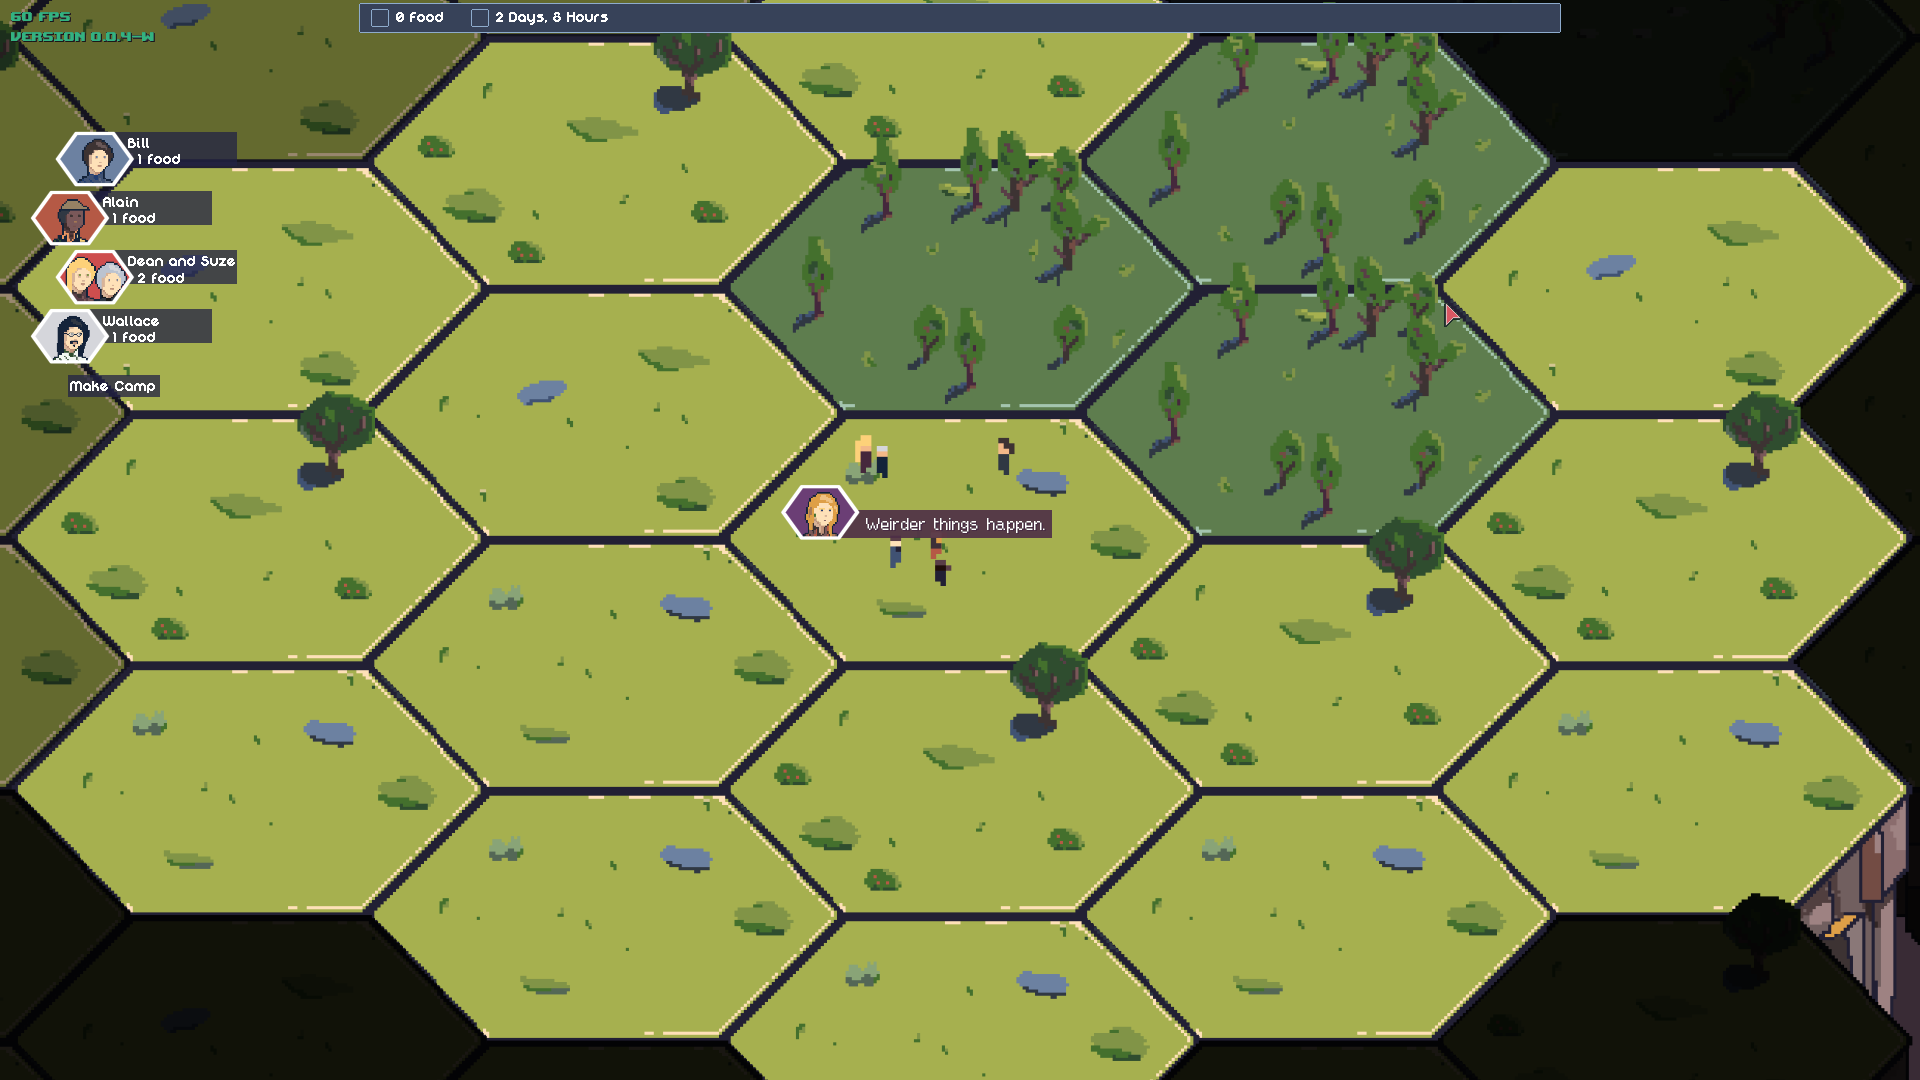 60 FPS
VERSION 0.0.4-W
0 Food
2 Days, 8 Hours
Bill
1 food
Alain
1 food
Dean and Suze
2 food
Wallace
1 food
Make Camp
Weirder things happen.